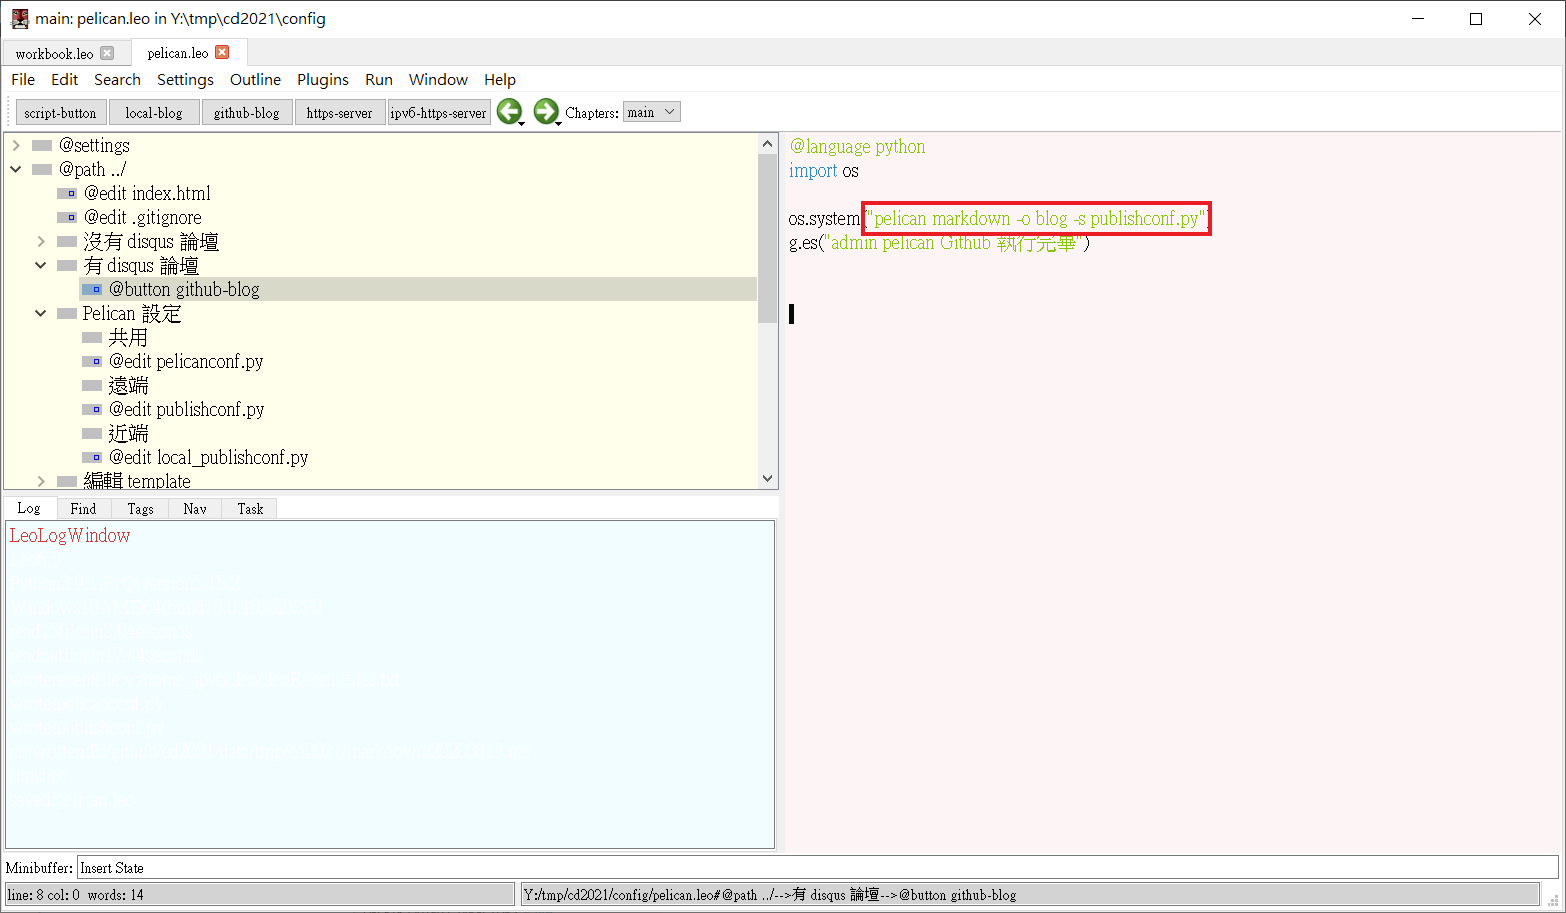 main: pelican.leo in Y:\tmp\cd2021\config
workbook.leo pelican.leo
File Edit Search Settings Outline Plugins Run Window Help
script-button local-blog github-blog https-server ipv6-https-server Chapters: main
@settings
@path ../
@edit index.html
@edit .gitignore
沒有 disqus 論壇
有 disqus 論壇
@button github-blog
Pelican 設定
共用
@edit pelicanconf.py
遠端
@edit publishconf.py
近端
@edit local_publishconf.py
編輯 template
@language python
import os
os.system("pelican markdown -o blog -s publishconf.py")
g.es("admin pelican Github 執行完畢")
Log Find Tags Nav Task
LeoLogWindow
saved:pelican.leo
Minibuffer: Insert State
line: 8 col: 0 words: 14
Y:/tmp/cd2021/config/pelican.leo#@path ../-->有 disqus 論壇-->@button github-blog